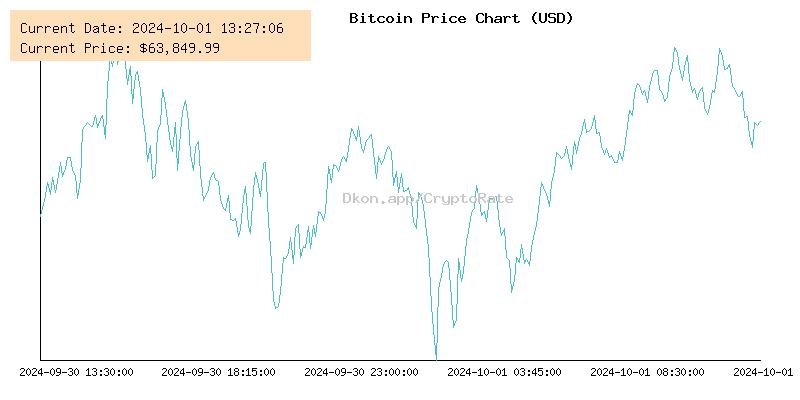 Bitcoin Price Chart (USD)
Current Date: 2024-10-01 13:27:06
Current Price: $63,849.99
Dkon.app/CryptoRate
2024-09-30 13:30:00 2024-09-30 18:15:00 2024-09-30 23:00:00 2024-10-01 03:45:00 2024-10-01 08:30:00 2024-10-01